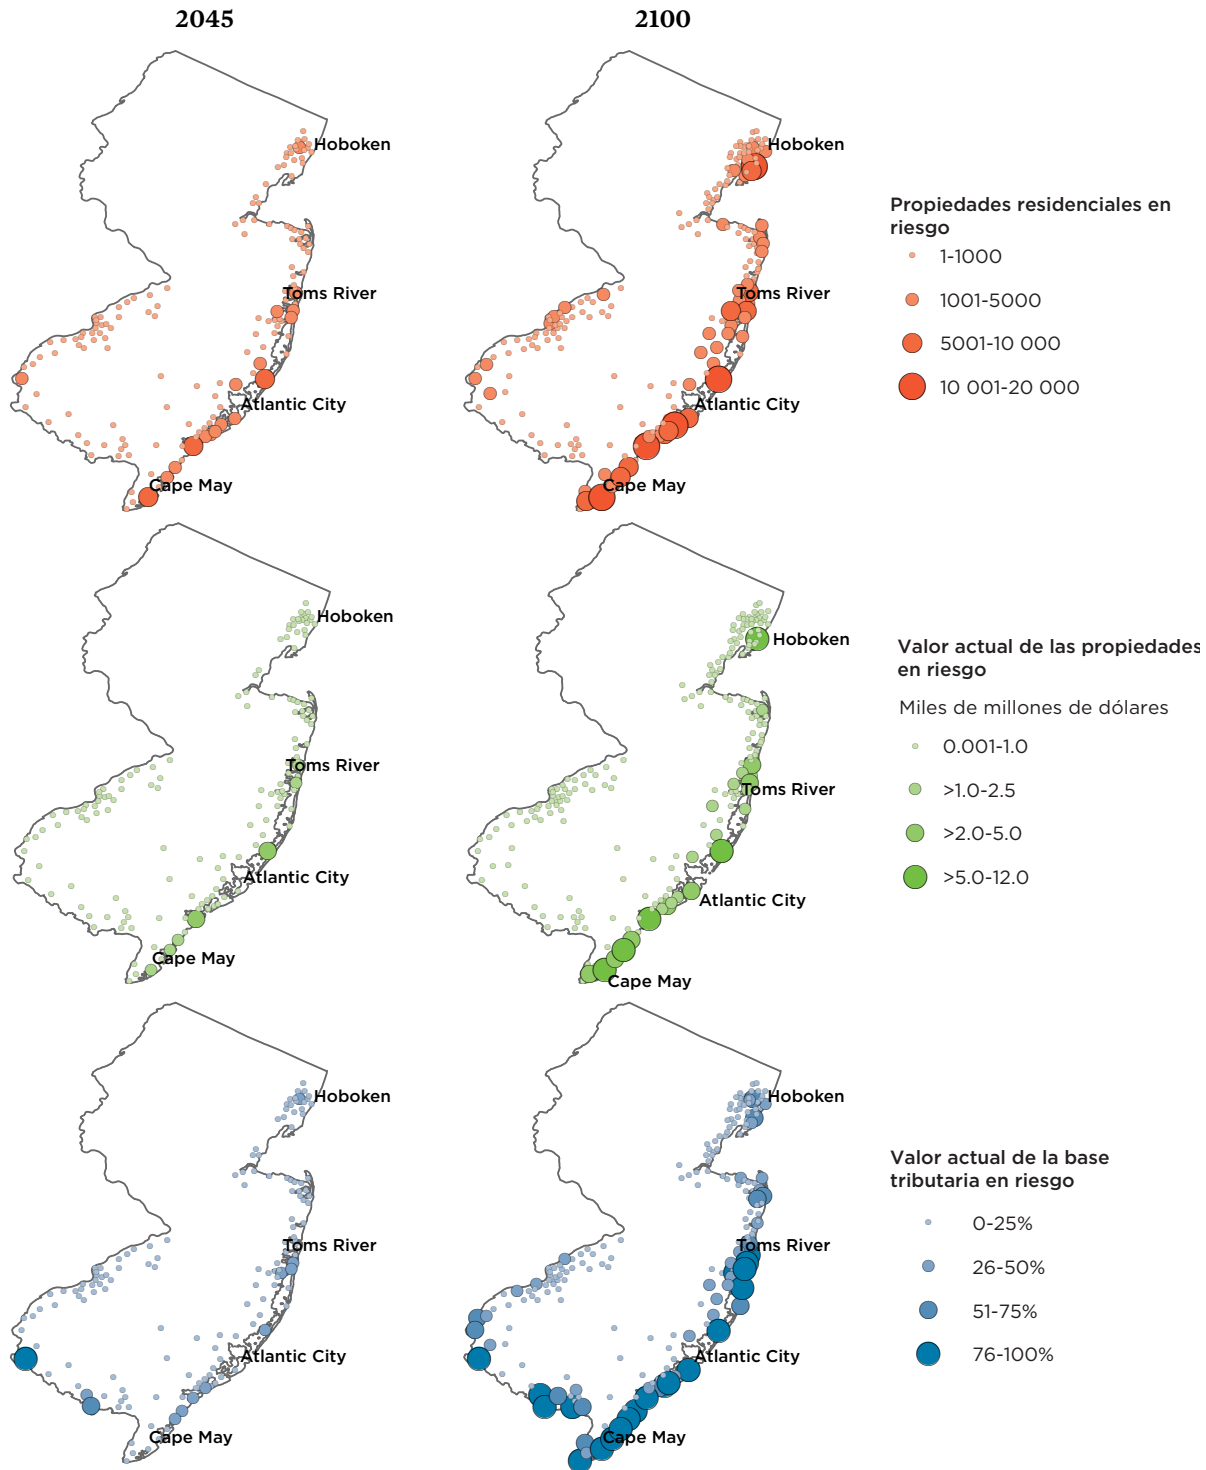 2045
2100
Hoboken
Toms River
Atlantic City
Cape May
Hoboken
Toms River
Atlantic City
Cape May
Propiedades residenciales en
riesgo
1-1000
1001-5000
5001-10 000
10 001-20 000
Hoboken
Toms River
Atlantic City
Cape May
Hoboken
Toms River
Atlantic City
Cape May
Valor actual de las propiedades
en riesgo
Miles de millones de dólares
0.001-1.0
>1.0-2.5
>2.0-5.0
>5.0-12.0
Hoboken
Toms River
Atlantic City
Cape May
Hoboken
Toms River
Atlantic City
Cape May
Valor actual de la base
tributaria en riesgo
0-25%
26-50%
51-75%
76-100%